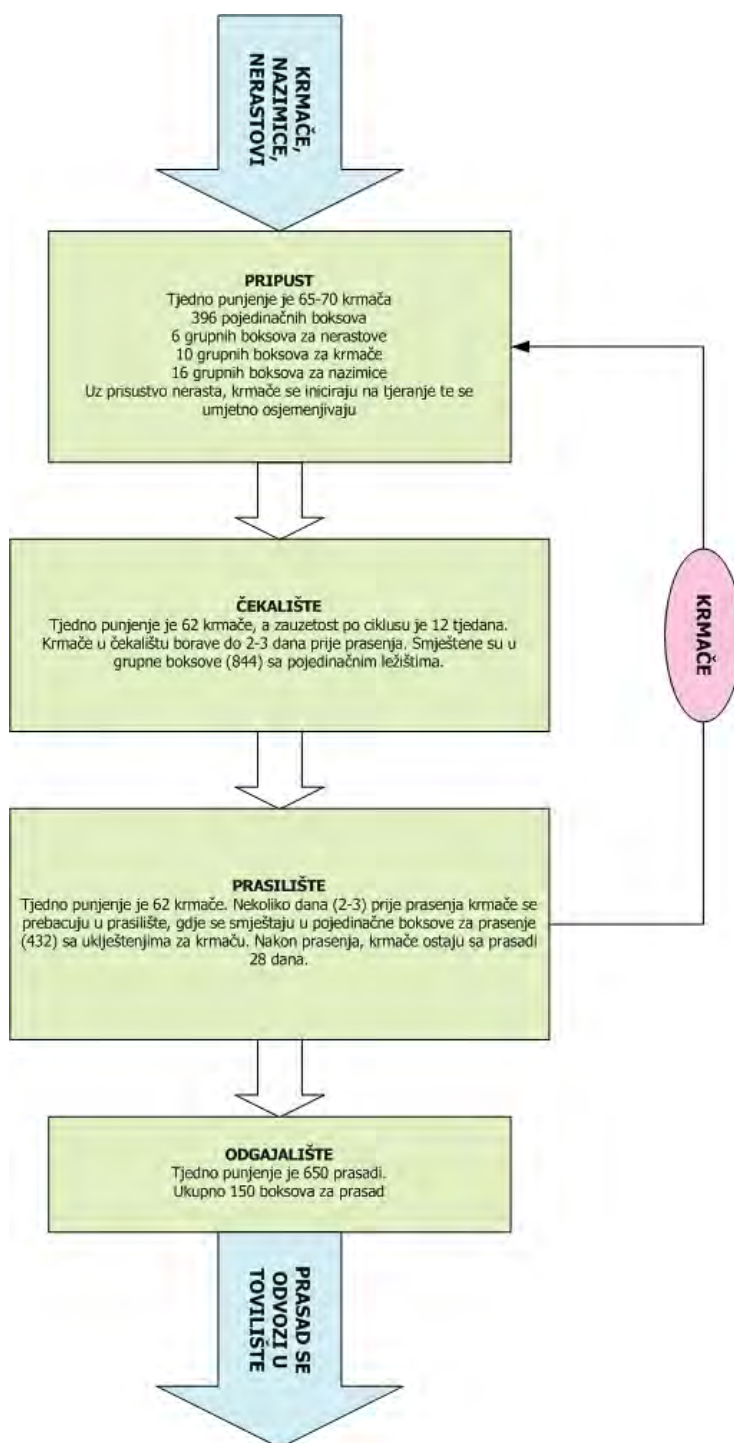 KRMAČE,
NAZIMICE,
NERASTOVI
PRIPUST
Tjedno punjenje je 65-70 krmača
396 pojedinačnih boksova
6 grupnih boksova za nerastove
10 grupnih boksova za krmače
16 grupnih boksova za nazimice
Uz prisustvo nerasta, krmače se iniciraju na tjeranje te se
umjetno osjemenjivaju
ČEKALIŠTE
Tjedno punjenje je 62 krmače, a zauzetost po ciklusu je 12 tjedana.
Krmače u čekalištu borave do 2-3 dana prije prasenja. Smještene su u
grupne boksove (844) sa pojedinačnim ležištima.
KRMAČE
PRASILIŠTE
Tjedno punjenje je 62 krmače. Nekoliko dana (2-3) prije prasenja krmače se
prebacuju u prasilište, gdje se smještaju u pojedinačne boksove za prasenje
(432) sa uklještenjima za krmaču. Nakon prasenja, krmače ostaju sa prasadi
28 dana.
ODGAJALIŠTE
Tjedno punjenje je 650 prasadi.
Ukupno 150 boksova za prasad
PRASAD SE
ODVOZI U
TOVILIŠTE